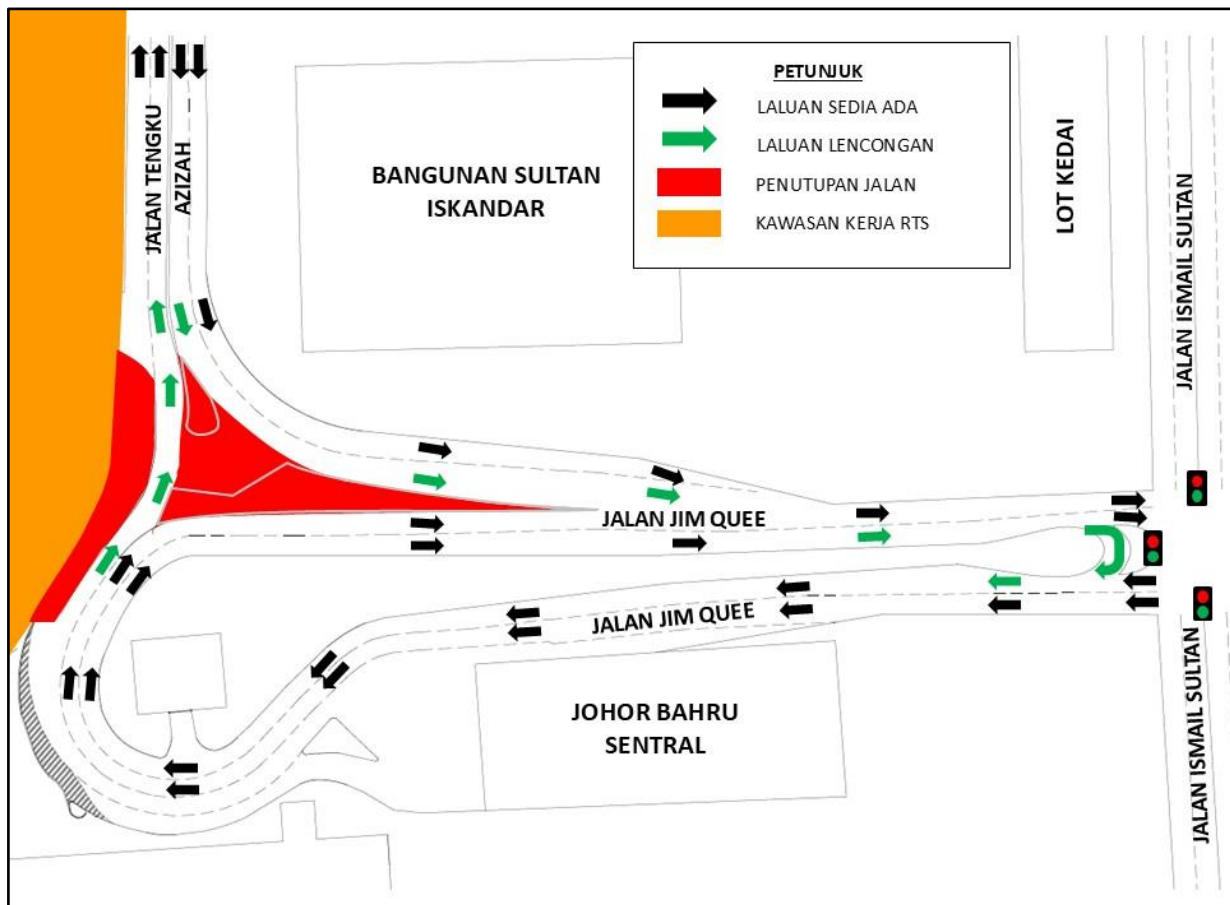 PETUNJUK
LALUAN SEDIA ADA
LALUAN LENCONGAN
PENUTUPAN JALAN
KAWASAN KERJA RTS
JALAN TENGKU
AZIZAH
BANGUNAN SULTAN
ISKANDAR
LOT KEDAI
JALAN ISMAIL SULTAN
JALAN JIM QUEE
JALAN JIM QUEE
JOHOR BAHRU
SENTRAL
JALAN ISMAIL SULTAN